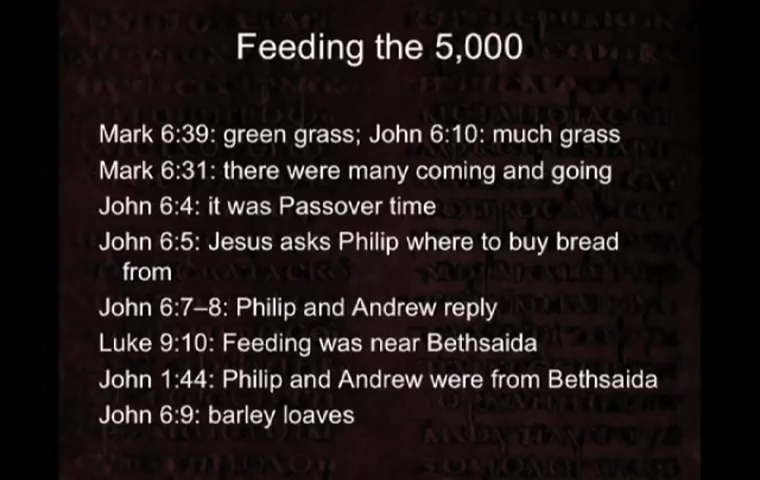 Feeding the 5,000
Mark 6:39: green grass; John 6:10: much grass
Mark 6:31: there were many coming and going
John 6:4: it was Passover time
John 6:5: Jesus asks Philip where to buy bread
from
John 6:7–8: Philip and Andrew reply
Luke 9:10: Feeding was near Bethsaida
John 1:44: Philip and Andrew were from Bethsaida
John 6:9: barley loaves